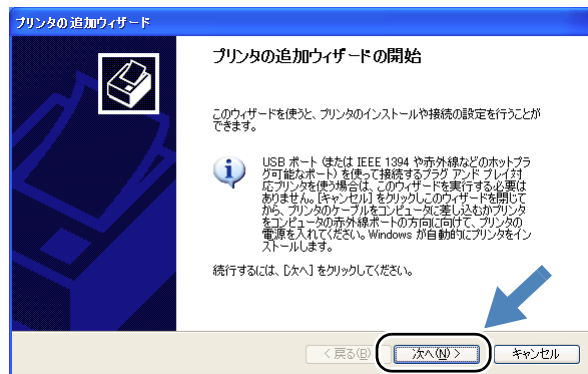 プリンタの追加ウィザード
プリンタの追加ウィザードの開始
このウィザードを使うと、プリンタのインストールや接続の設定を行うことが
できます。
USB ポート (または IEEE 1394 や赤外線などのホットプラ
グ可能なポート) を使って接続するプラグ アンド プレイ対
応プリンタを使う場合は、このウィザードを実行する必要は
ありません。[キャンセル] をクリックしこのウィザードを閉じて
から、プリンタのケーブルをコンピュータに差し込むかプリンタ
をコンピュータの赤外線ポートの方向に向けて、プリンタの
電源を入れてください。Windows が自動的にプリンタをイン
ストールします。
続行するには、[次へ] をクリックしてください。
< 戻る(B)
次へ(N) >
キャンセル